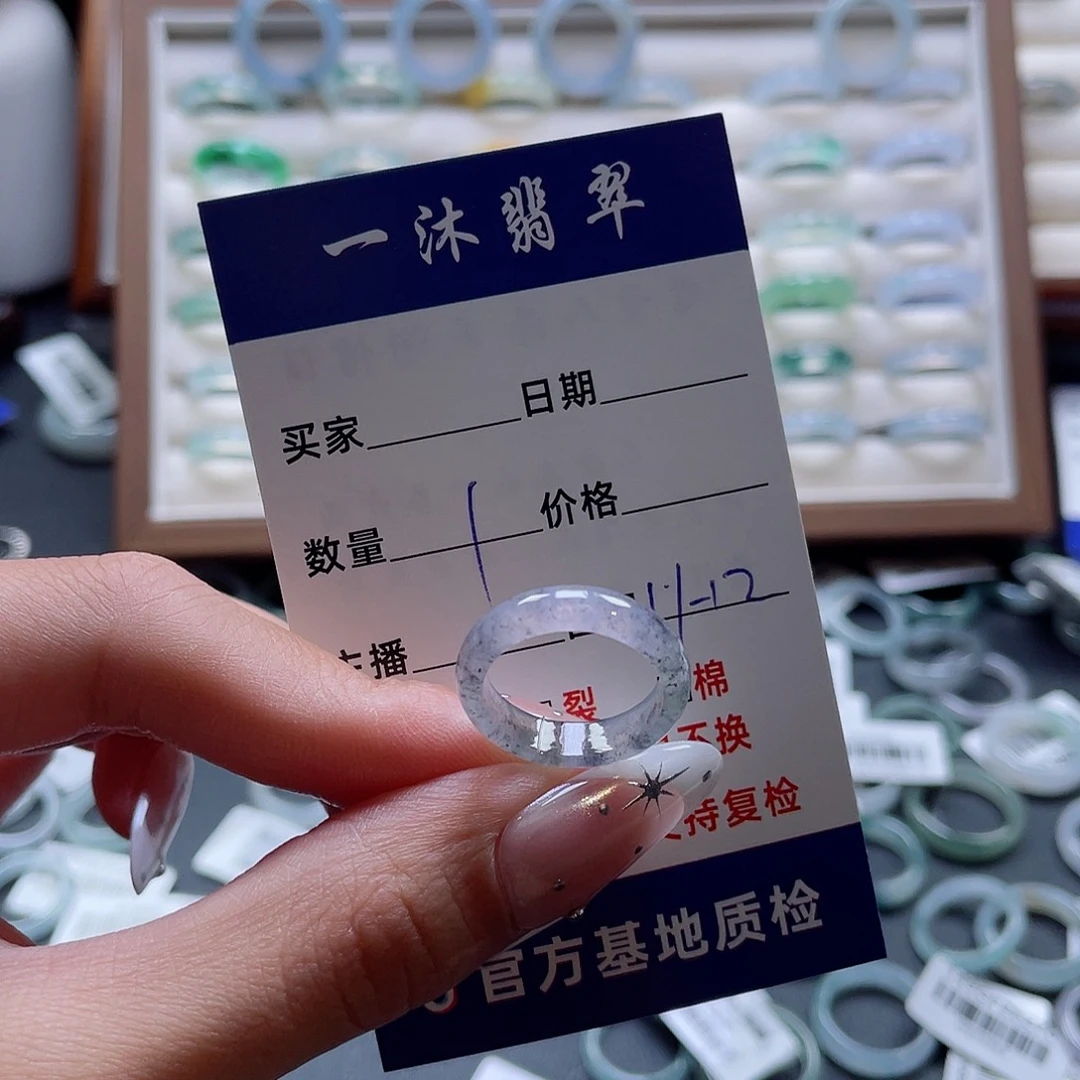 一沐翡翠
买家 日期
数量 1 价格
主播 11-12
裂 棉
不换
支持复检
官方基地质检